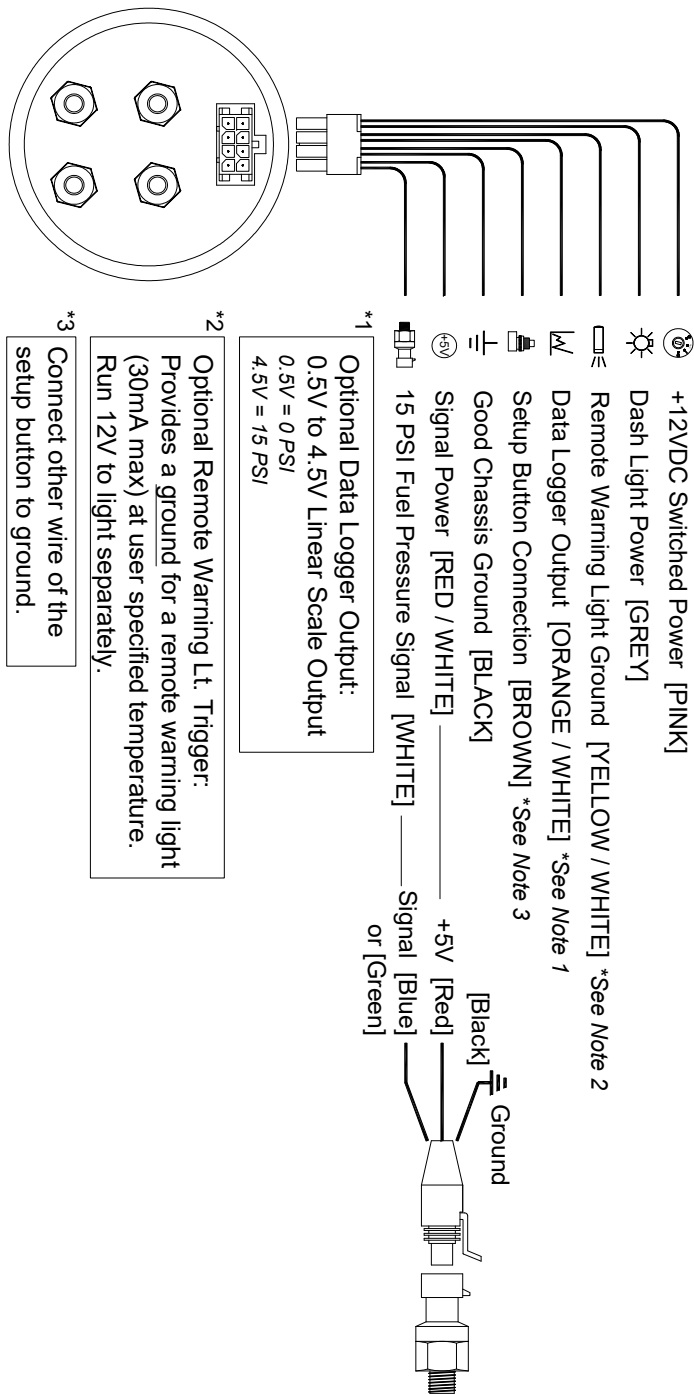 +12VDC Switched Power [PINK]
Dash Light Power [GREY]
Remote Warning Light Ground [YELLOW / WHITE] *See Note 2
Data Logger Output [ORANGE / WHITE] *See Note 1
Setup Button Connection [BROWN] *See Note 3
Good Chassis Ground [BLACK]
+5V
Signal Power [RED / WHITE]
15 PSI Fuel Pressure Signal [WHITE]
Ground
[Black]
+5V [Red]
Signal [Blue]
or [Green]
*1
Optional Data Logger Output:
0.5V to 4.5V Linear Scale Output
0.5V = 0 PSI
4.5V = 15 PSI
*2
Optional Remote Warning Lt. Trigger:
Provides a ground for a remote warning light
(30mA max) at user specified temperature.
Run 12V to light separately.
*3
Connect other wire of the
setup button to ground.